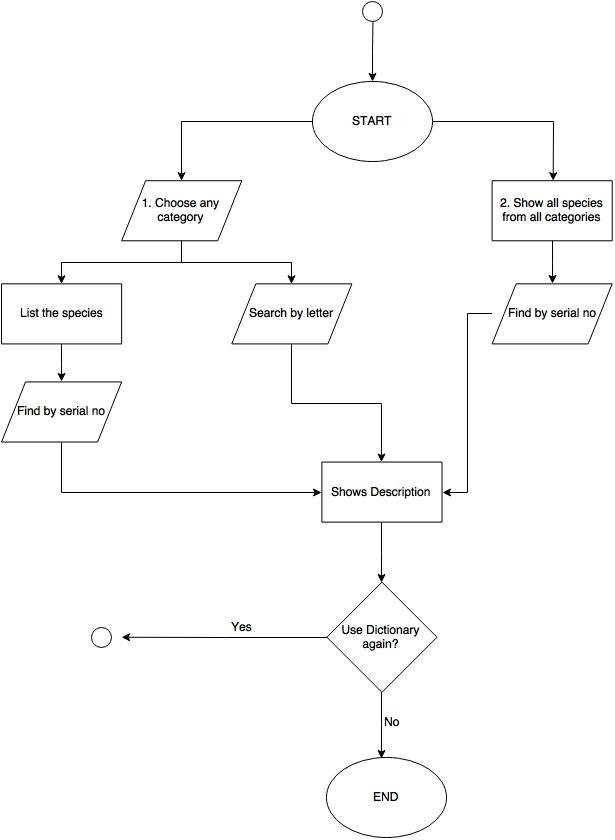 START
1. Choose any
category
2. Show all species
from all categories
List the species
Search by letter
Find by serial no
Find by serial no
Shows Description
Use Dictionary
again?
Yes
No
END